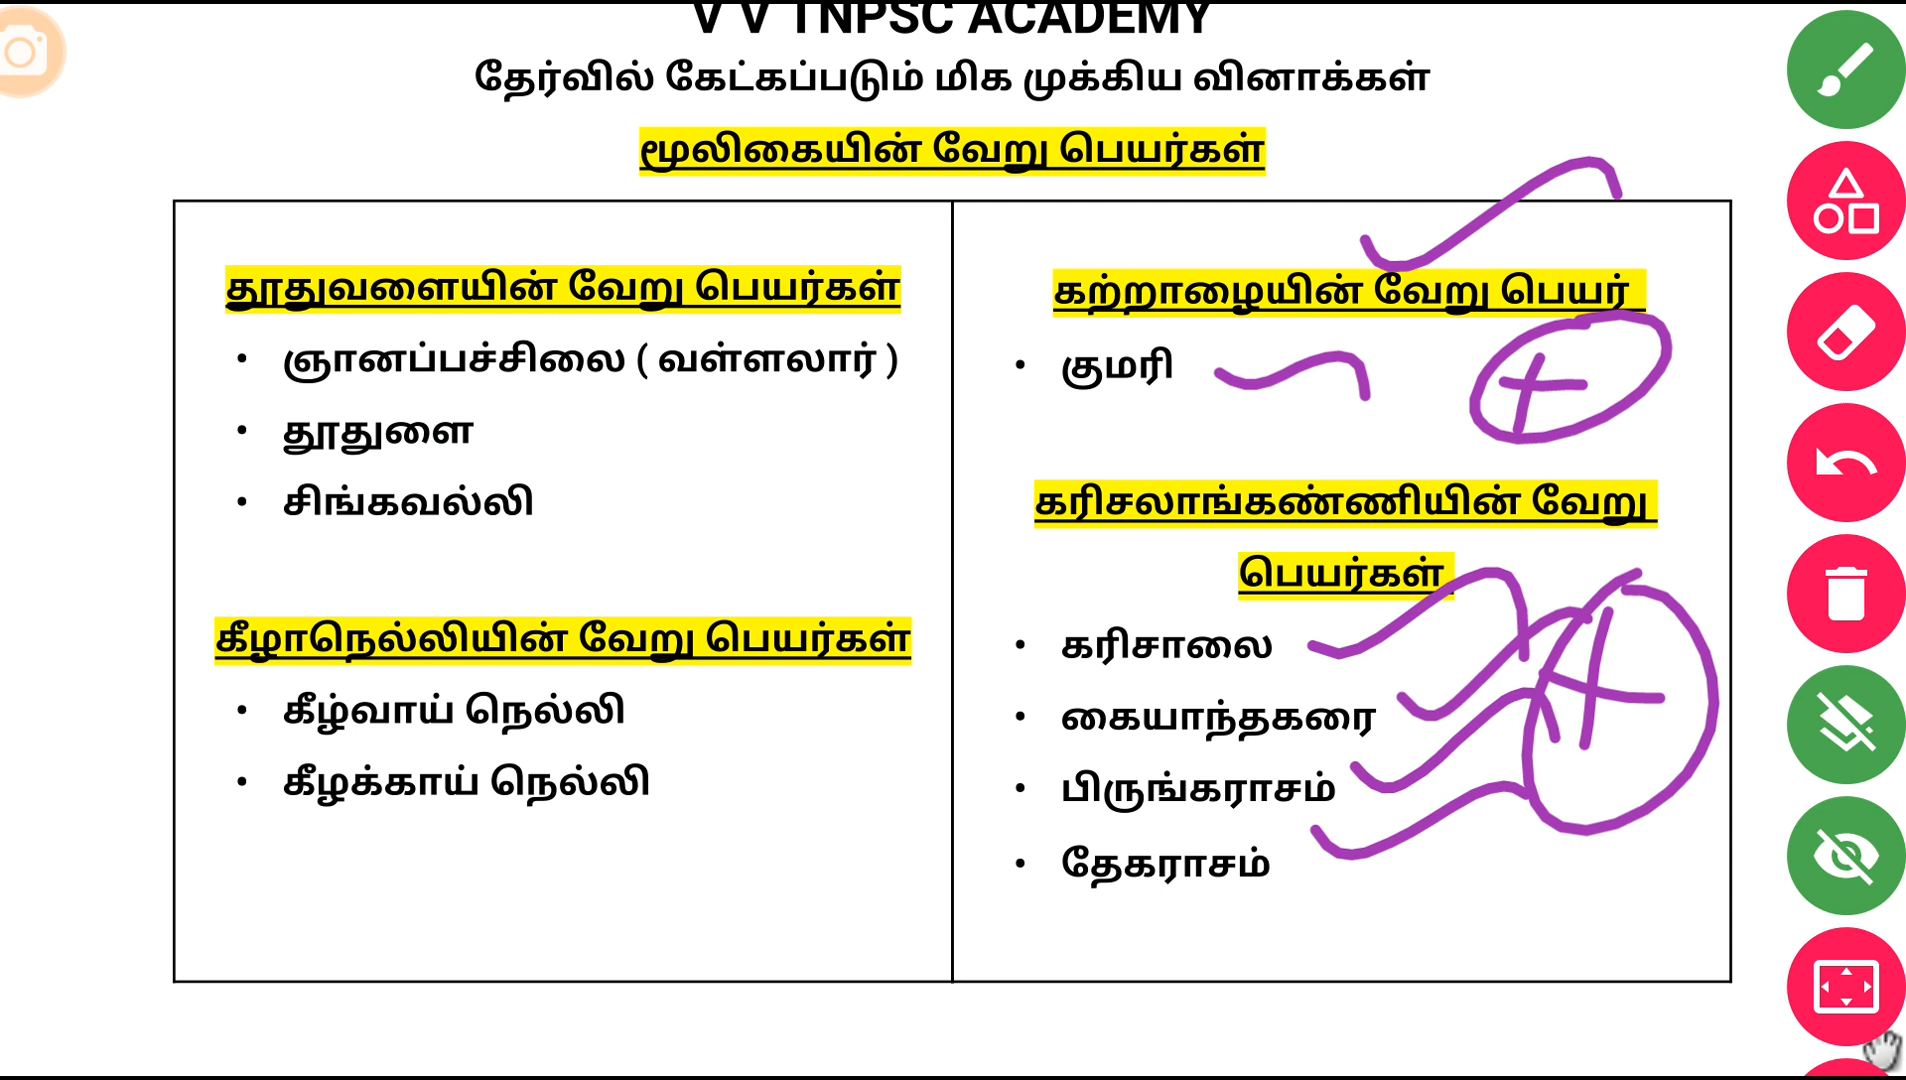 V V TNPSC ACADEMY
தேர்வில் கேட்கப்படும் மிக முக்கிய வினாக்கள்
மூலிகையின் வேறு பெயர்கள்
தூதுவளையின் வேறு பெயர்கள்
• ஞானப்பச்சிலை ( வள்ளலார் )
• தூதுளை
• சிங்கவல்லி
கீழாநெல்லியின் வேறு பெயர்கள்
• கீழ்வாய் நெல்லி
• கீழக்காய் நெல்லி
கற்றாழையின் வேறு பெயர்
• குமரி
கரிசலாங்கண்ணியின் வேறு
பெயர்கள்
• கரிசாலை
• கையாந்தகரை
• பிருங்கராசம்
• தேகராசம்